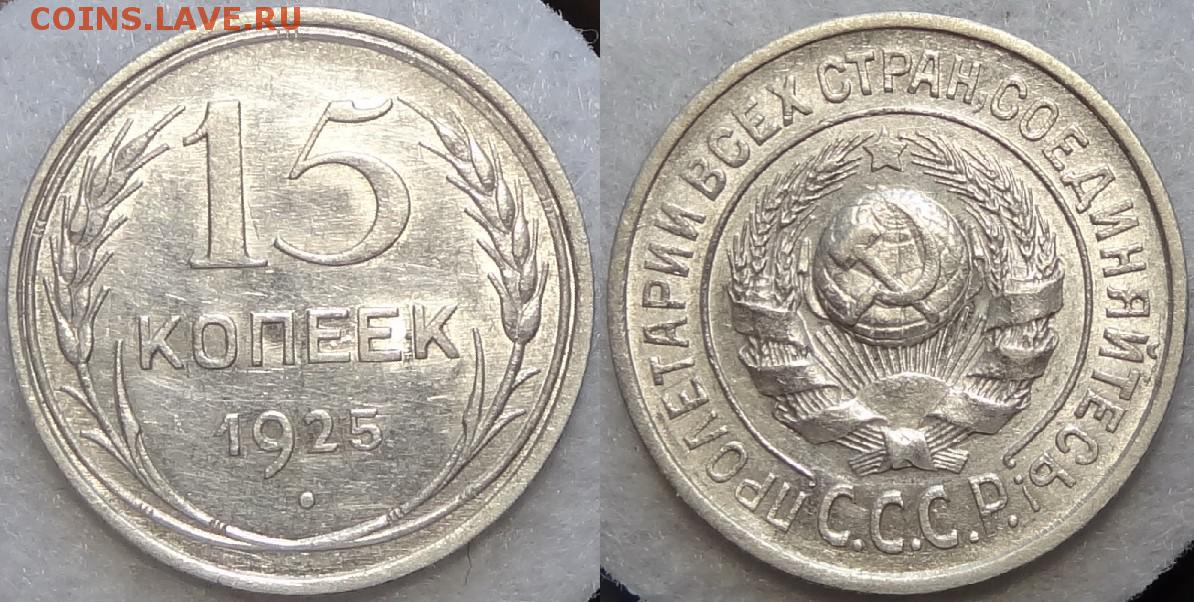 COINS.LAVE.RU
15
КОПЕЕК
1925
ПРОЛЕТАРИИ ВСЕХ СТРАН, СОЕДИНЯЙТЕСЬ!
С.С.С.Р.